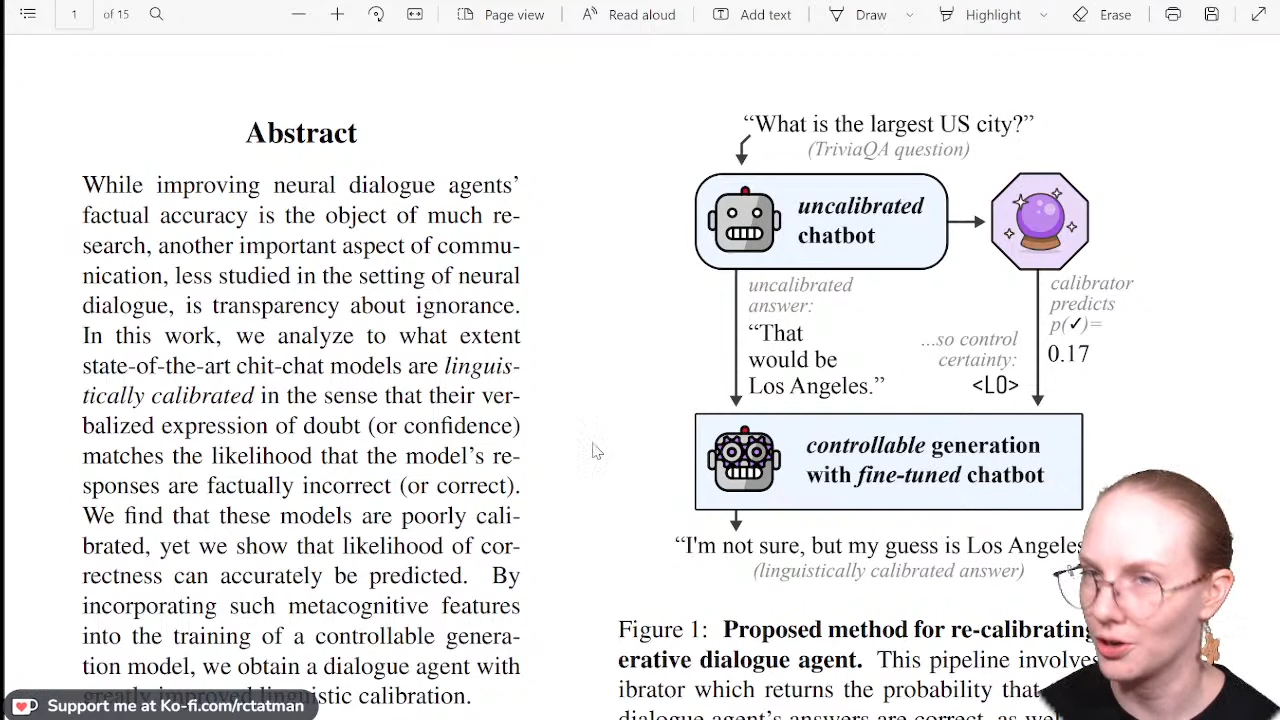 1 of 15 Page view Read aloud Add text Draw Highlight Erase
Abstract
While improving neural dialogue agents'
factual accuracy is the object of much re-
search, another important aspect of commu-
nication, less studied in the setting of neural
dialogue, is transparency about ignorance.
In this work, we analyze to what extent
state-of-the-art chit-chat models are linguis-
tically calibrated in the sense that their ver-
balized expression of doubt (or confidence)
matches the likelihood that the model's re-
sponses are factually incorrect (or correct).
We find that these models are poorly cali-
brated, yet we show that likelihood of cor-
rectness can accurately be predicted. By
incorporating such metacognitive features
into the training of a controllable genera-
tion model, we obtain a dialogue agent with
greatly improved linguistic calibration.
Support me at Ko-fi.com/rctatman
“What is the largest US city?”
(TriviaQA question)
uncalibrated
chatbot
uncalibrated
answer:
“That
would be
Los Angeles.”
calibrator
predicts
p(✓)=
0.17
...so control
certainty:
<LO>
controllable generation
with fine-tuned chatbot
“I'm not sure, but my guess is Los Angeles
(linguistically calibrated answer)
Figure 1: Proposed method for re-calibrating
erative dialogue agent. This pipeline involves
ibrator which returns the probability that
dialogue agent's answers are correct, as well